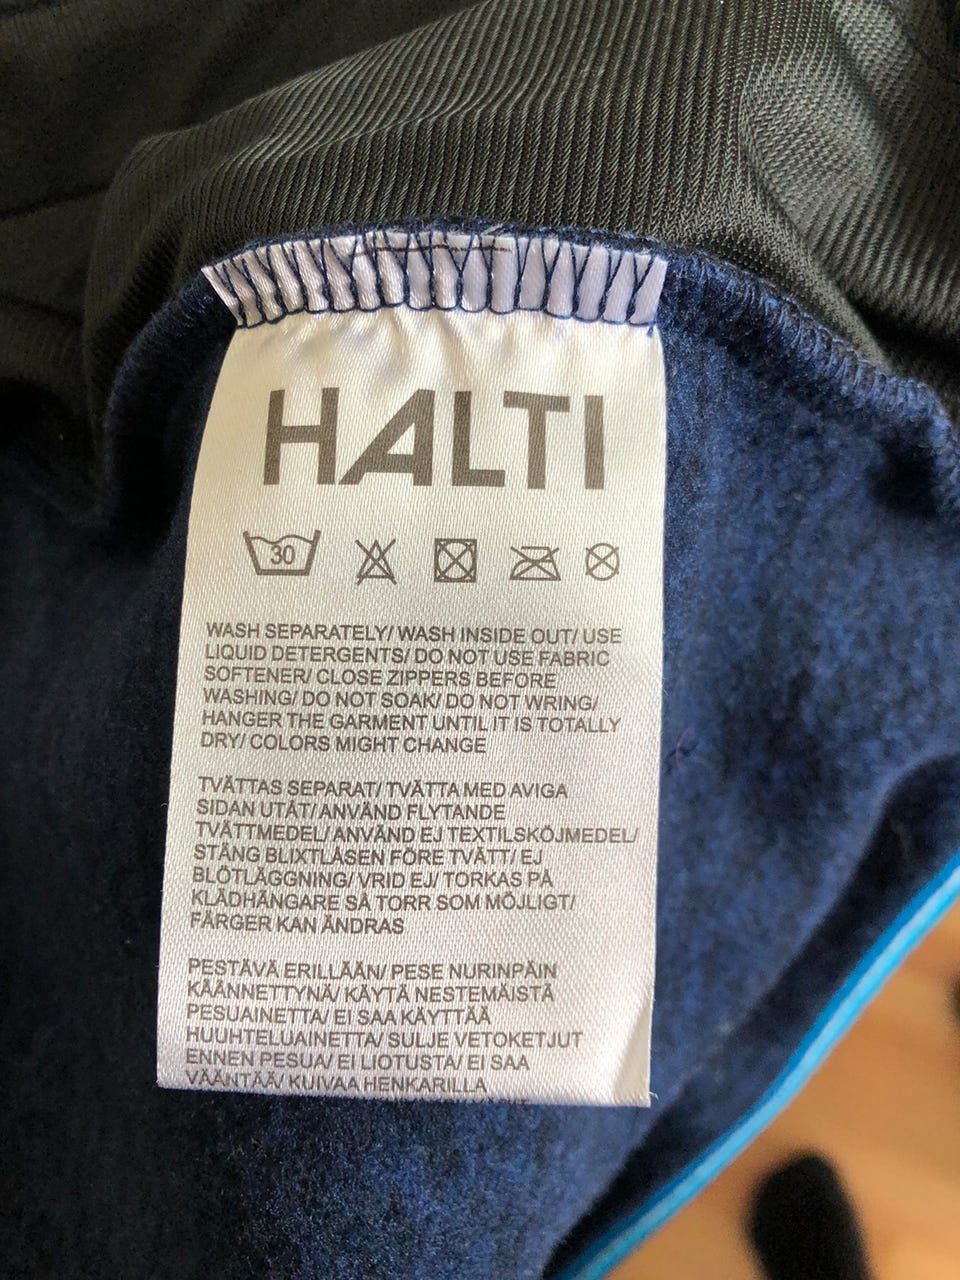 HALTI
30
WASH SEPARATELY/ WASH INSIDE OUT/ USE
LIQUID DETERGENTS/ DO NOT USE FABRIC
SOFTENER/ CLOSE ZIPPERS BEFORE
WASHING/ DO NOT SOAK/ DO NOT WRING/
HANGER THE GARMENT UNTIL IT IS TOTALLY
DRY/ COLORS MIGHT CHANGE
TVÄTTAS SEPARAT/ TVÄTTA MED AVIGA
SIDAN UTÅT/ ANVÄND FLYTANDE
TVÄTTMEDEL/ ANVÄND EJ TEXTILSKÖJMEDEL/
STÄNG BLIXTLÅSEN FÖRE TVÄTT/ EJ
BLÖTLÄGGNING/ VRID EJ/ TORKAS PÅ
KLÄDHÄNGARE SÅ TORR SOM MÖJLIGT/
FÄRGER KAN ÄNDRAS
PESTÄVÄ ERILLÄÄN/ PESE NURINPÄIN
KÄÄNNETTYNÄ/ KÄYTÄ NESTEMÄISTÄ
PESUAINETTA/ EI SAA KÄYTTÄÄ
HUUHTELUAINETTA/ SULJE VETOKETJUT
ENNEN PESUA/ EI LIOTUSTA/ EI SAA
VÄÄNTÄÄ/ KUIVAA HENKARILLA